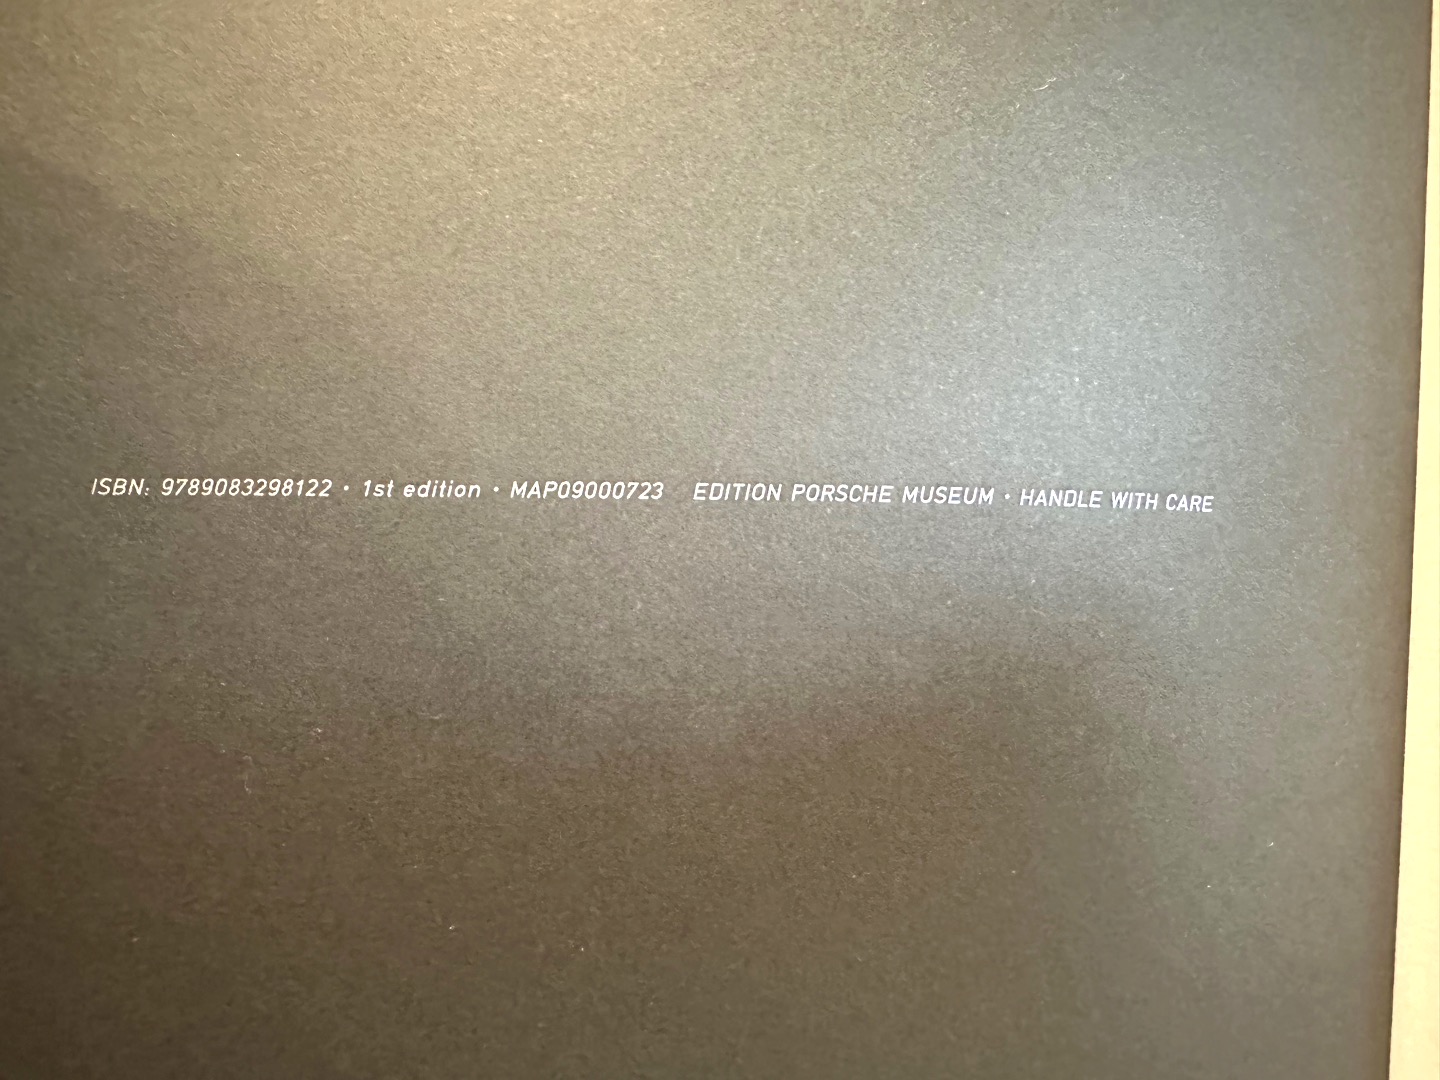 ISBN: 9789083298122 · 1st edition · MAP09000723 EDITION PORSCHE MUSEUM · HANDLE WITH CARE